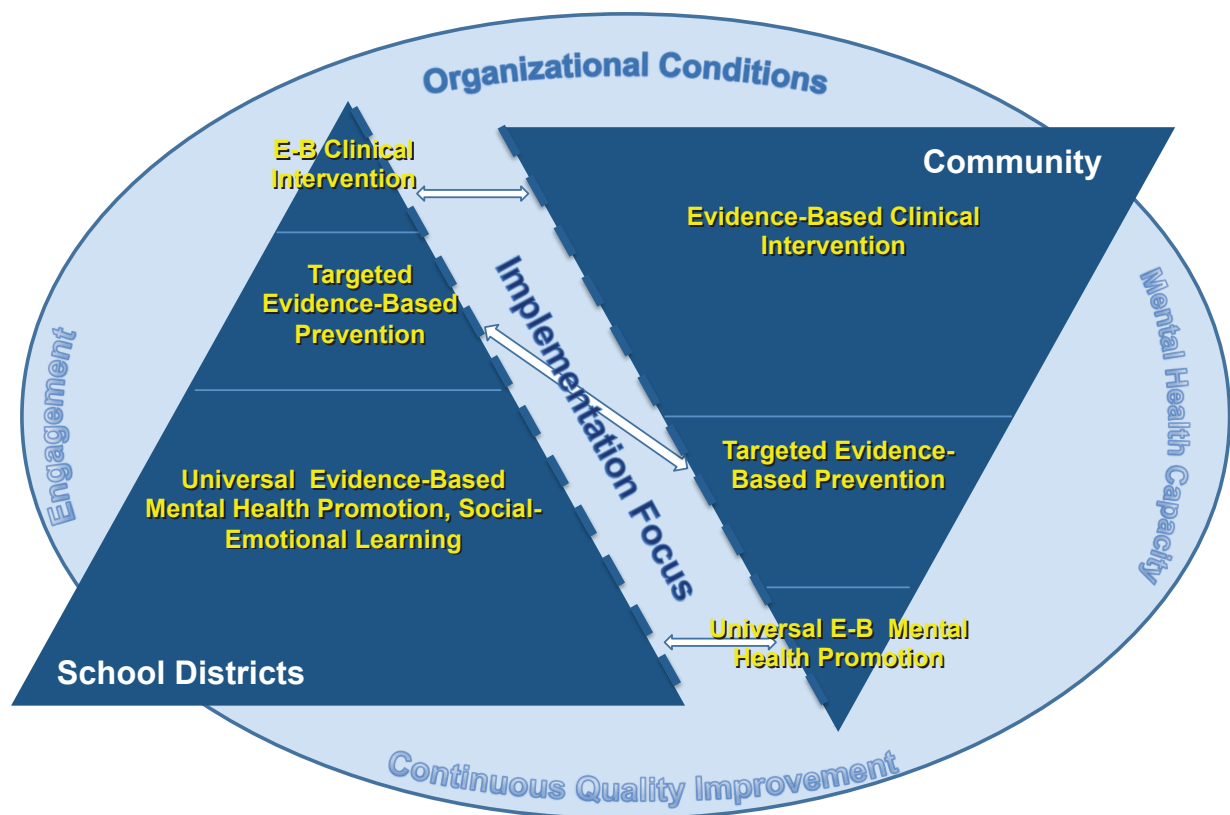 Organizational Conditions
E-B Clinical
Intervention
Targeted
Evidence-Based
Prevention
Universal  Evidence-Based
Mental Health Promotion, Social-
Emotional Learning
School Districts
Engagement
Implementation Focus
Community
Evidence-Based Clinical
Intervention
Targeted Evidence-
Based Prevention
Universal E-B  Mental
Health Promotion
Mental Health Capacity
Continuous Quality Improvement